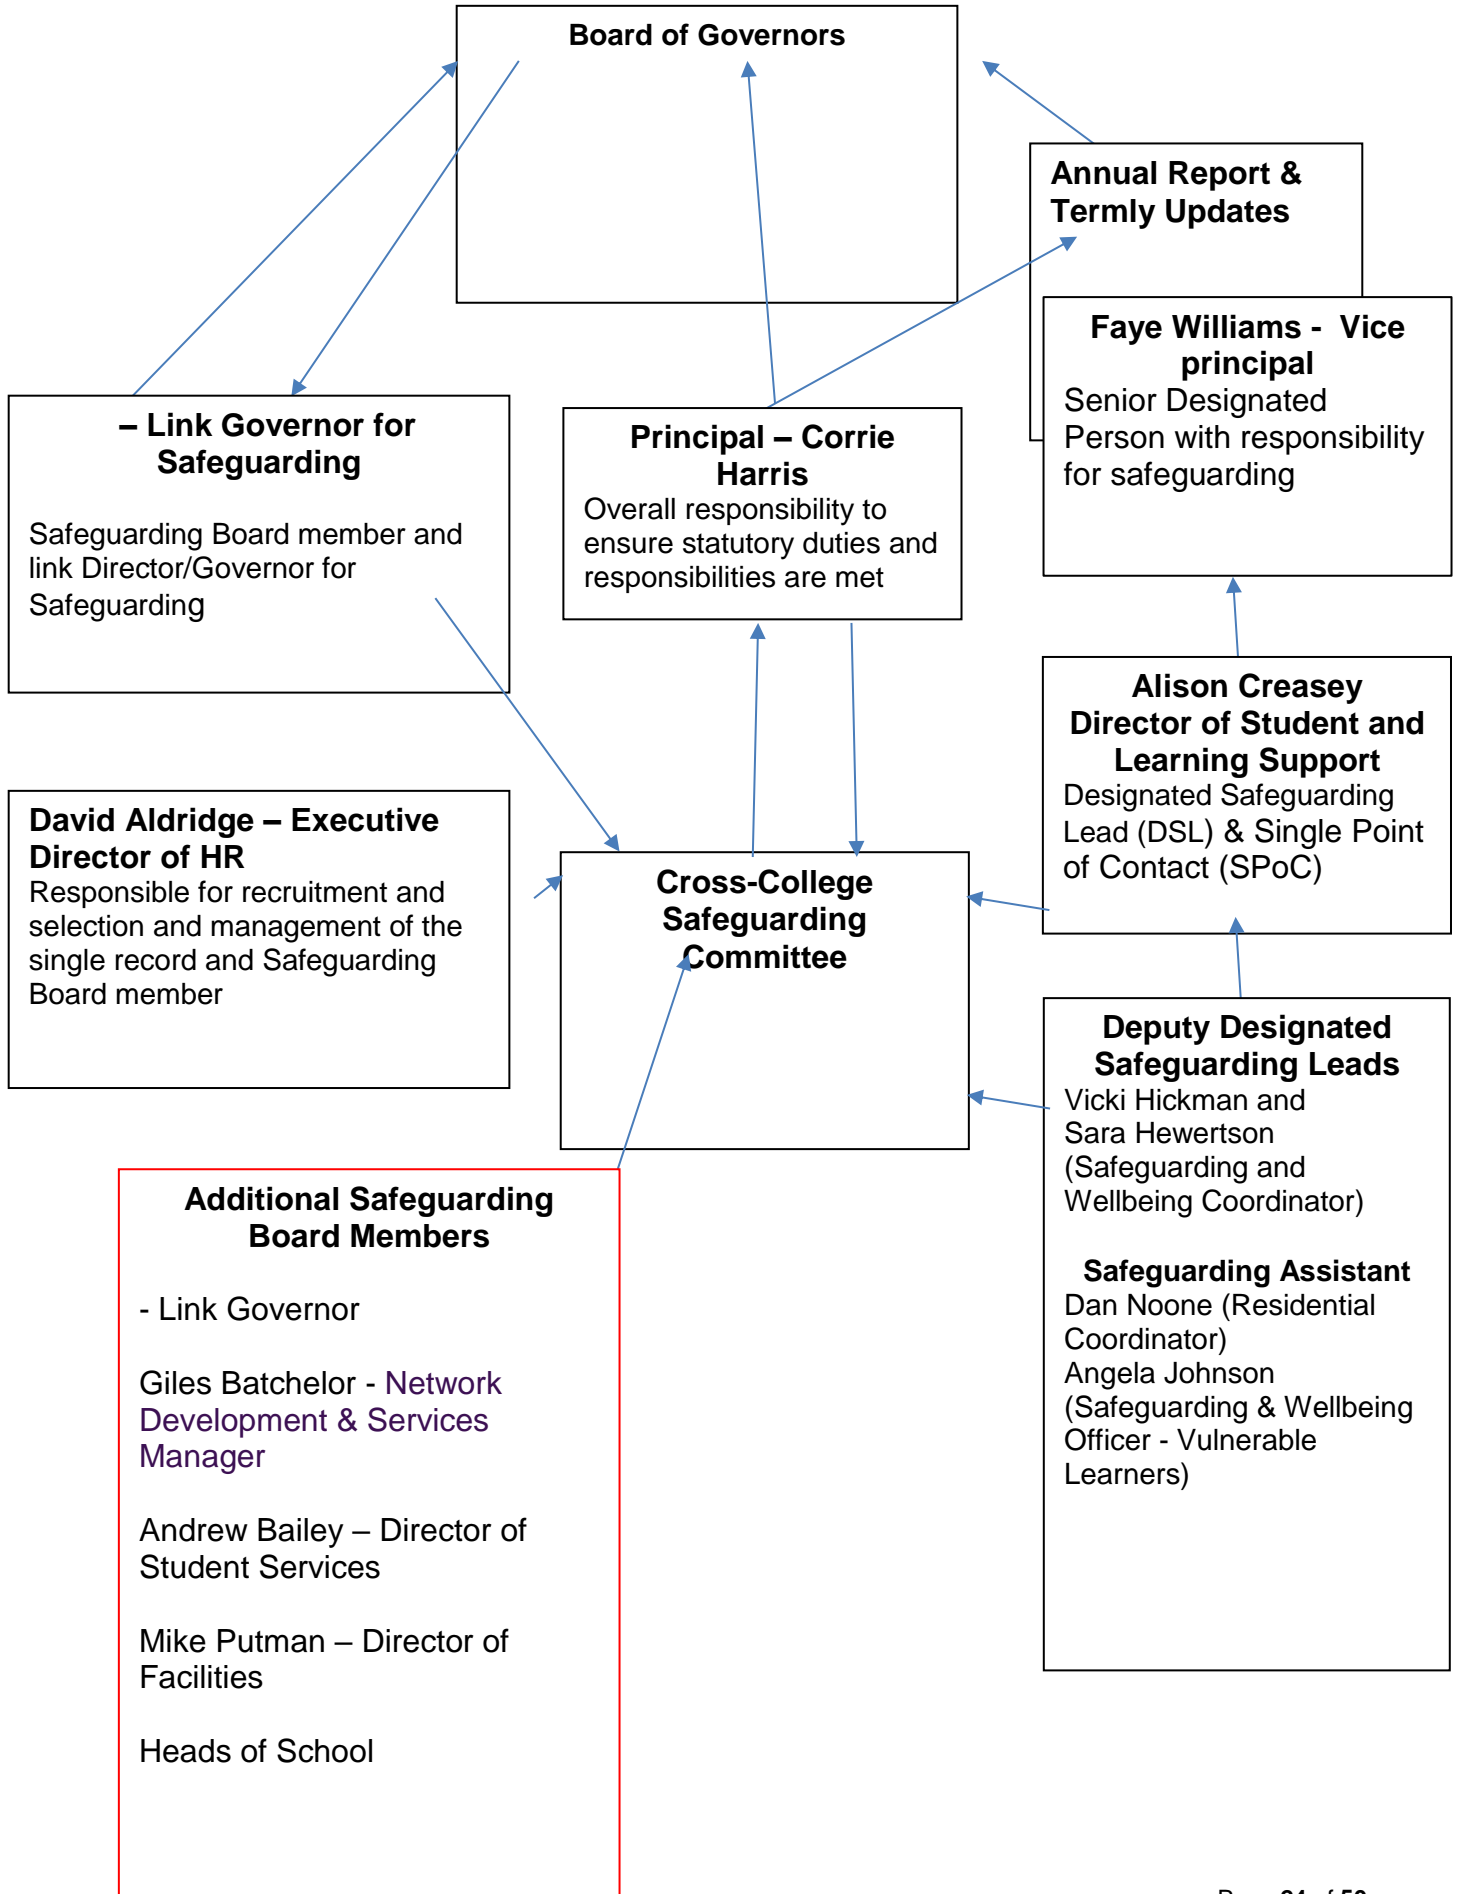 Board of Governors
Annual Report &
Termly Updates
Faye Williams -  Vice
principal
Senior Designated
Person with responsibility
for safeguarding
– Link Governor for
Safeguarding
Safeguarding Board member and
link Director/Governor for
Safeguarding
Principal – Corrie
Harris
Overall responsibility to
ensure statutory duties and
responsibilities are met
Alison Creasey
Director of Student and
Learning Support
Designated Safeguarding
Lead (DSL) & Single Point
of Contact (SPoC)
David Aldridge – Executive
Director of HR
Responsible for recruitment and
selection and management of the
single record and Safeguarding
Board member
Cross-College
Safeguarding
Committee
Deputy Designated
Safeguarding Leads
Vicki Hickman and
Sara Hewertson
(Safeguarding and
Wellbeing Coordinator)
Safeguarding Assistant
Dan Noone (Residential
Coordinator)
Angela Johnson
(Safeguarding & Wellbeing
Officer - Vulnerable
Learners)
Additional Safeguarding
Board Members
- Link Governor
Giles Batchelor - Network
Development & Services
Manager
Andrew Bailey – Director of
Student Services
Mike Putman – Director of
Facilities
Heads of School